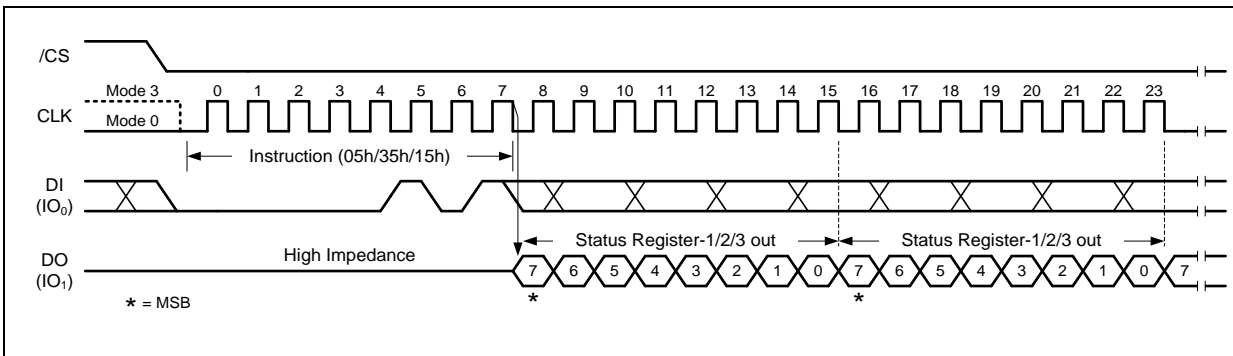 /CS
Mode 3 0 1 2 3 4 5 6 7 8 9 10 11 12 13 14 15 16 17 18 19 20 21 22 23
CLK
Mode 0
Instruction (05h/35h/15h)
DI
(IO₀)
Status Register-1/2/3 out Status Register-1/2/3 out
High Impedance
DO
(IO₁)
7 6 5 4 3 2 1 0 7 6 5 4 3 2 1 0 7
* *
* = MSB